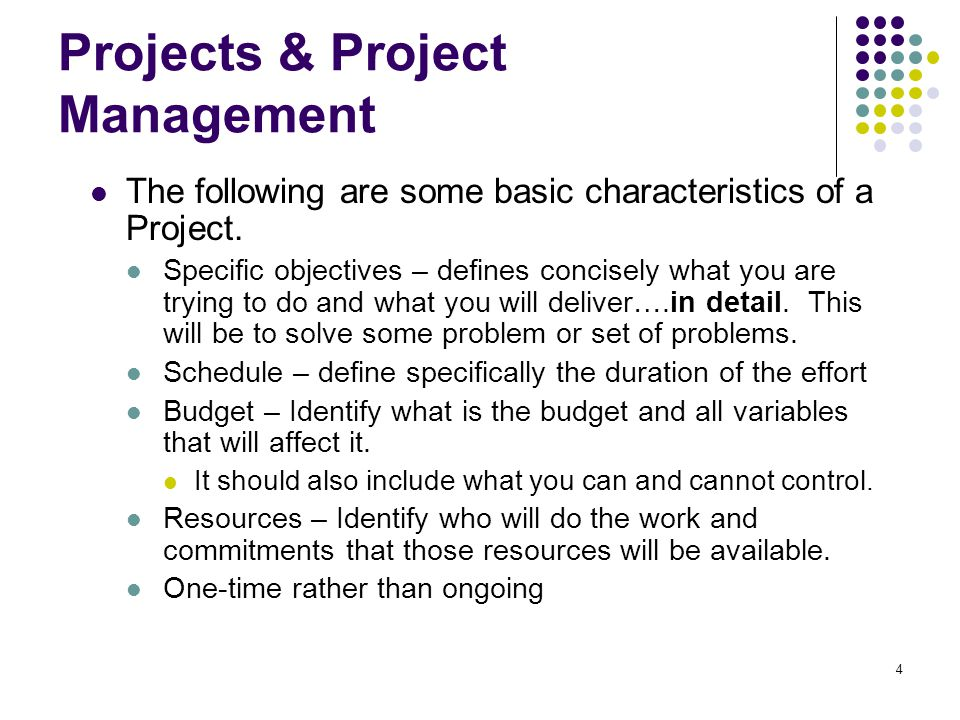 Projects & Project
Management
The following are some basic characteristics of a
Project.
Specific objectives – defines concisely what you are
trying to do and what you will deliver….in detail.  This
will be to solve some problem or set of problems.
Schedule – define specifically the duration of the effort
Budget – Identify what is the budget and all variables
that will affect it.
It should also include what you can and cannot control.
Resources – Identify who will do the work and
commitments that those resources will be available.
One-time rather than ongoing
4